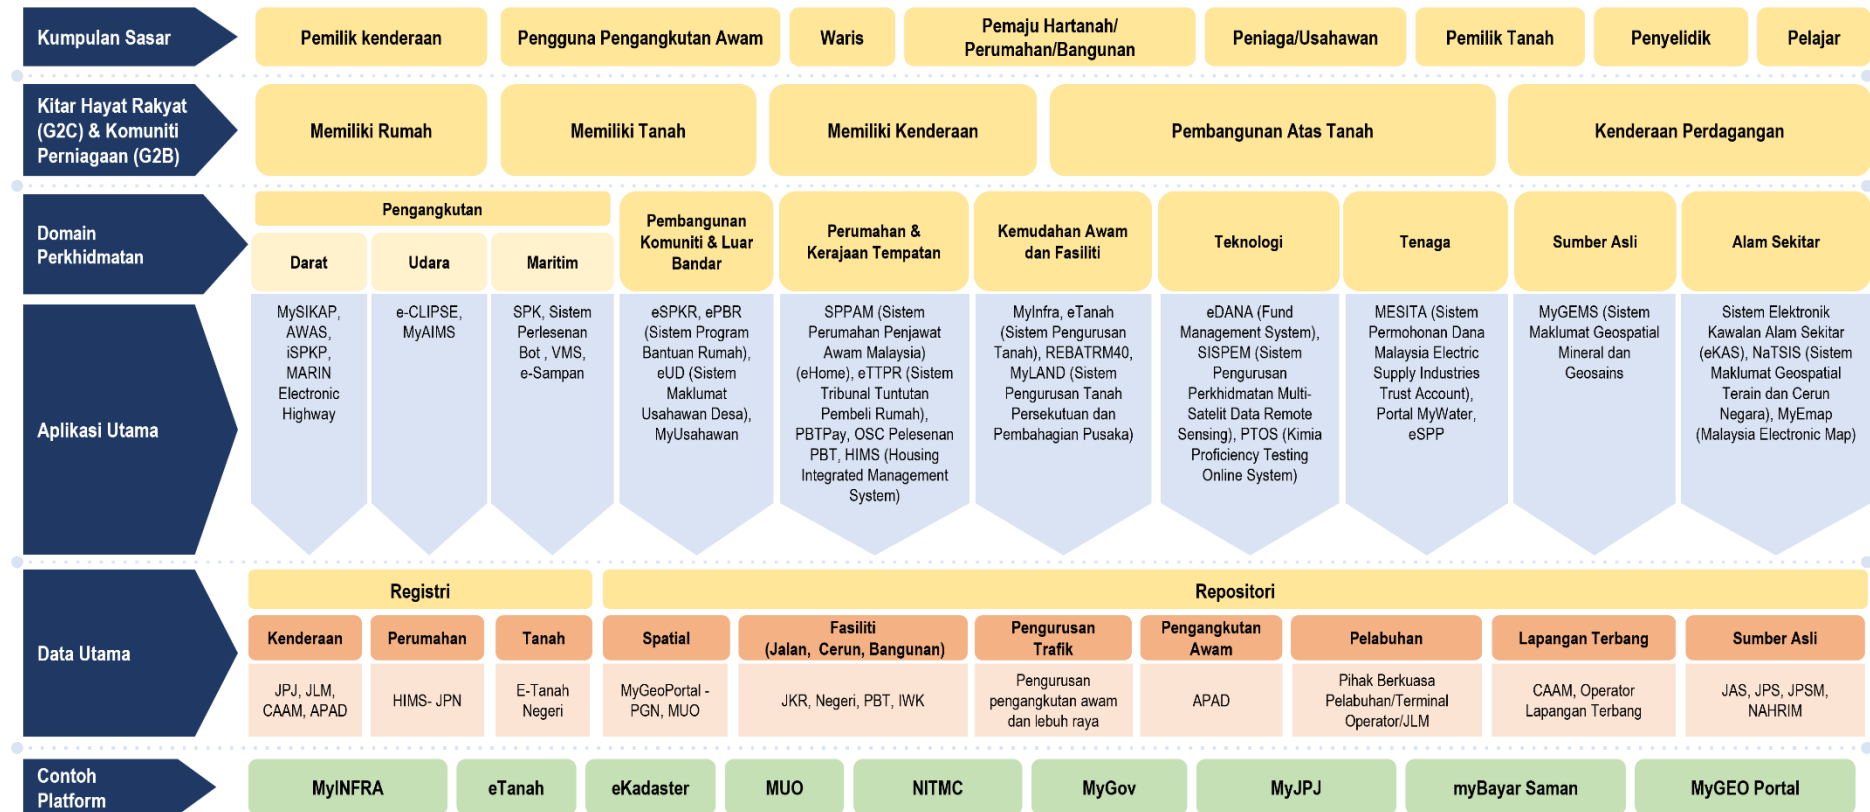 Kumpulan Sasar
Pemilik kenderaan
Pengguna Pengangkutan Awam
Waris
Pemaju Hartanah/
Perumahan/Bangunan
Peniaga/Usahawan
Pemilik Tanah
Penyelidik
Pelajar
Kitar Hayat Rakyat
(G2C) & Komuniti
Perniagaan (G2B)
Memiliki Rumah
Memiliki Tanah
Memiliki Kenderaan
Pembangunan Atas Tanah
Kenderaan Perdagangan
Domain
Perkhidmatan
Pengangkutan
Darat
Udara
Maritim
Pembangunan
Komuniti & Luar
Bandar
Perumahan &
Kerajaan Tempatan
Kemudahan Awam
dan Fasiliti
Teknologi
Tenaga
Sumber Asli
Alam Sekitar
Aplikasi Utama
MySIKAP,
AWAS,
iSPKP,
MARIN
Electronic
Highway
e-CLIPSE,
MyAIMS
SPK, Sistem
Perlesenan
Bot , VMS,
e-Sampan
eSPKR, ePBR
(Sistem Program
Bantuan Rumah),
eUD (Sistem
Maklumat
Usahawan Desa),
MyUsahawan
SPPAM (Sistem
Perumahan Penjawat
Awam Malaysia)
(eHome), eTTPR (Sistem
Tribunal Tuntutan
Pembeli Rumah),
PBTPay, OSC Pelesenan
PBT, HIMS (Housing
Integrated Management
System)
MyInfra, eTanah
(Sistem Pengurusan
Tanah), REBATRM40,
MyLAND (Sistem
Pengurusan Tanah
Persekutuan dan
Pembahagian Pusaka)
eDANA (Fund
Management System),
SISPEM (Sistem
Pengurusan
Perkhidmatan Multi-
Satelit Data Remote
Sensing), PTOS (Kimia
Proficiency Testing
Online System)
MESITA (Sistem
Permohonan Dana
Malaysia Electric
Supply Industries
Trust Account),
Portal MyWater,
eSPP
MyGEMS (Sistem
Maklumat Geospatial
Mineral dan
Geosains
Sistem Elektronik
Kawalan Alam Sekitar
(eKAS), NaTSIS (Sistem
Maklumat Geospatial
Terain dan Cerun
Negara), MyEmap
(Malaysia Electronic Map)
Data Utama
Registri
Repositori
Kenderaan
Perumahan
Tanah
Spatial
Fasiliti
(Jalan, Cerun, Bangunan)
Pengurusan
Trafik
Pengangkutan
Awam
Pelabuhan
Lapangan Terbang
Sumber Asli
JPJ, JLM,
CAAM, APAD
HIMS- JPN
E-Tanah
Negeri
MyGeoPortal -
PGN, MUO
JKR, Negeri, PBT, IWK
Pengurusan
pengangkutan awam
dan lebuh raya
APAD
Pihak Berkuasa
Pelabuhan/Terminal
Operator/JLM
CAAM, Operator
Lapangan Terbang
JAS, JPS, JPSM,
NAHRIM
Contoh
Platform
MyINFRA
eTanah
eKadaster
MUO
NITMC
MyGov
MyJPJ
myBayar Saman
MyGEO Portal